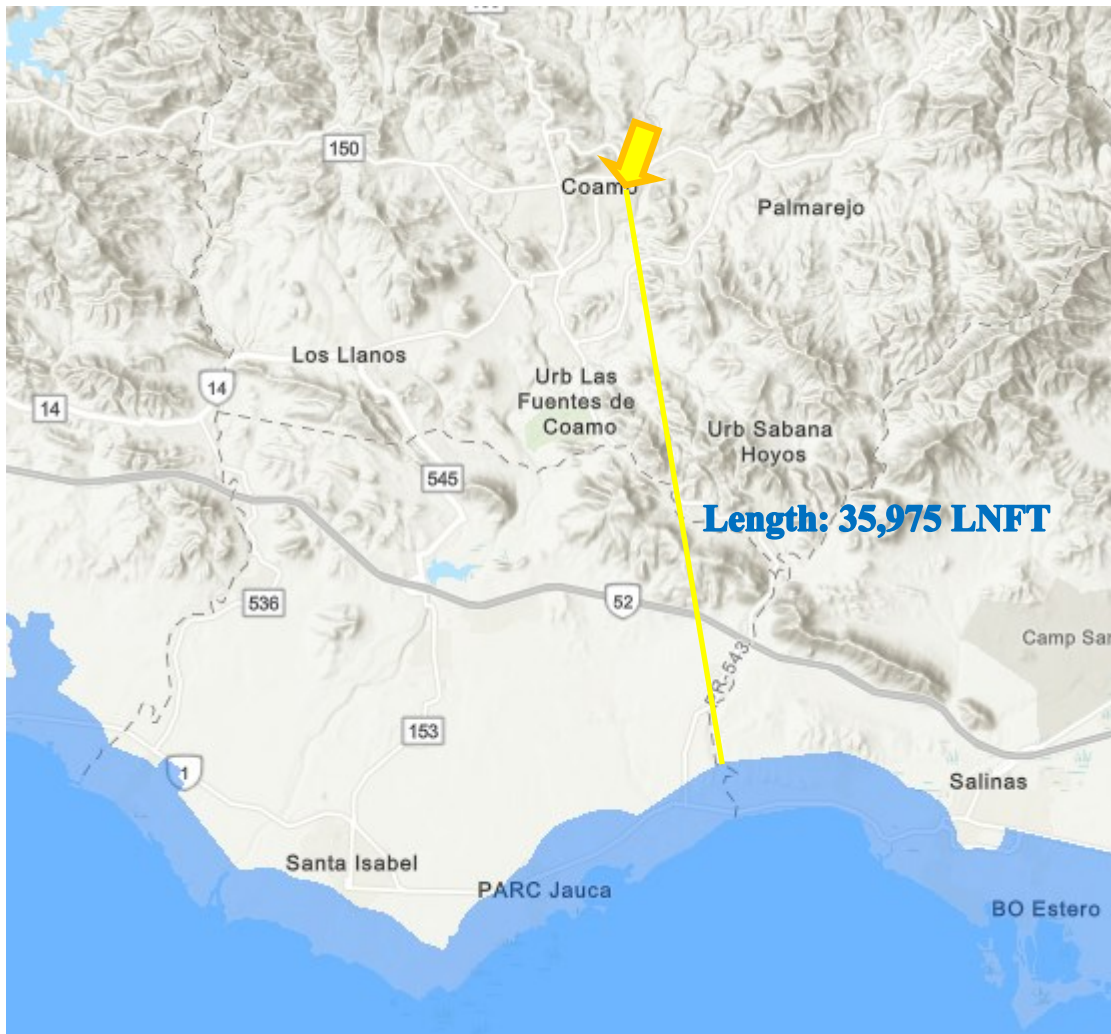 150
Coamo
Palmarejo
Los Llanos
14
14
Urb Las
Fuentes de
Coamo
Urb Sabana
Hoyos
545
Length: 35,975 LNFT
536
52
Camp San
PR-543
153
1
Salinas
Santa Isabel
PARC Jauca
BO Estero